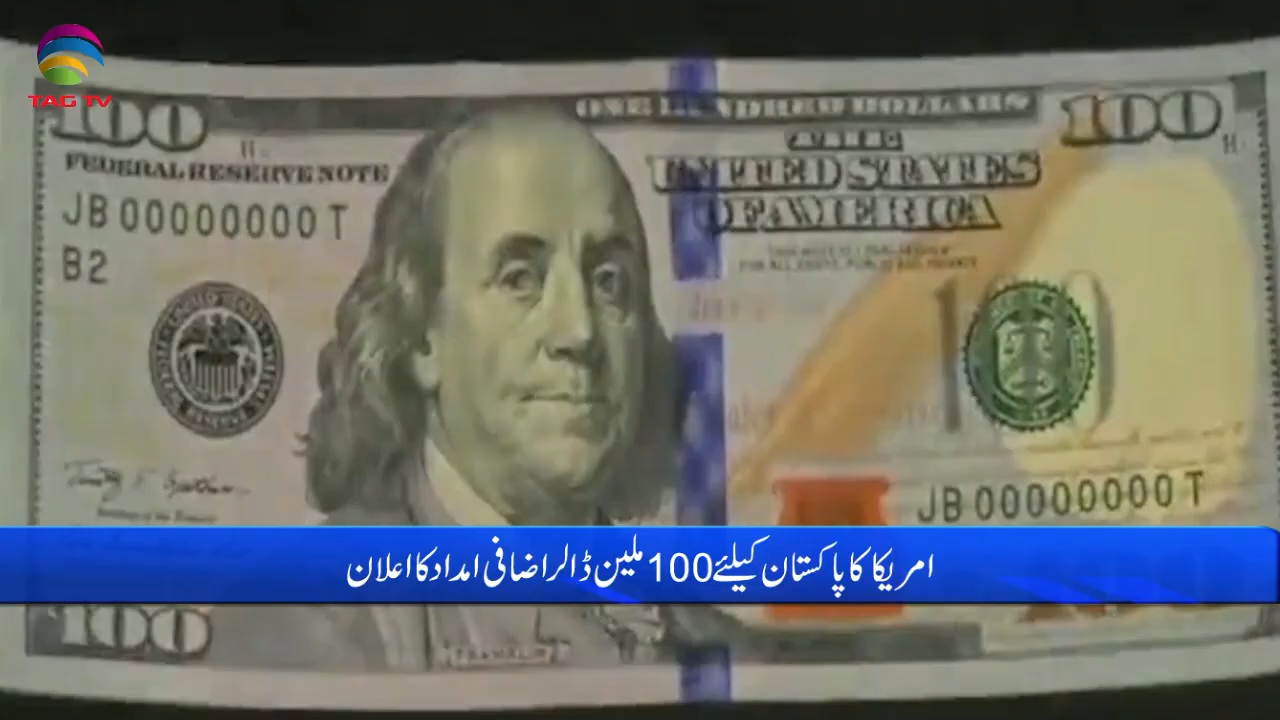 TAG TV
100
ONE HUNDRED DOLLARS
100
FEDERAL RESERVE NOTE
THE
UNITED STATES
OF AMERICA
JB 00000000 T
B2
100
JB 00000000 T
امریکا کا پاکستان کیلئے 100 ملین ڈالر اضافی امداد کا اعلان
100